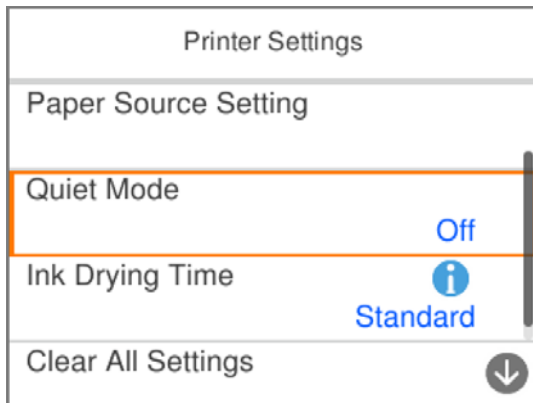 Printer Settings
Paper Source Setting
Quiet Mode
Off
Ink Drying Time
Standard
Clear All Settings